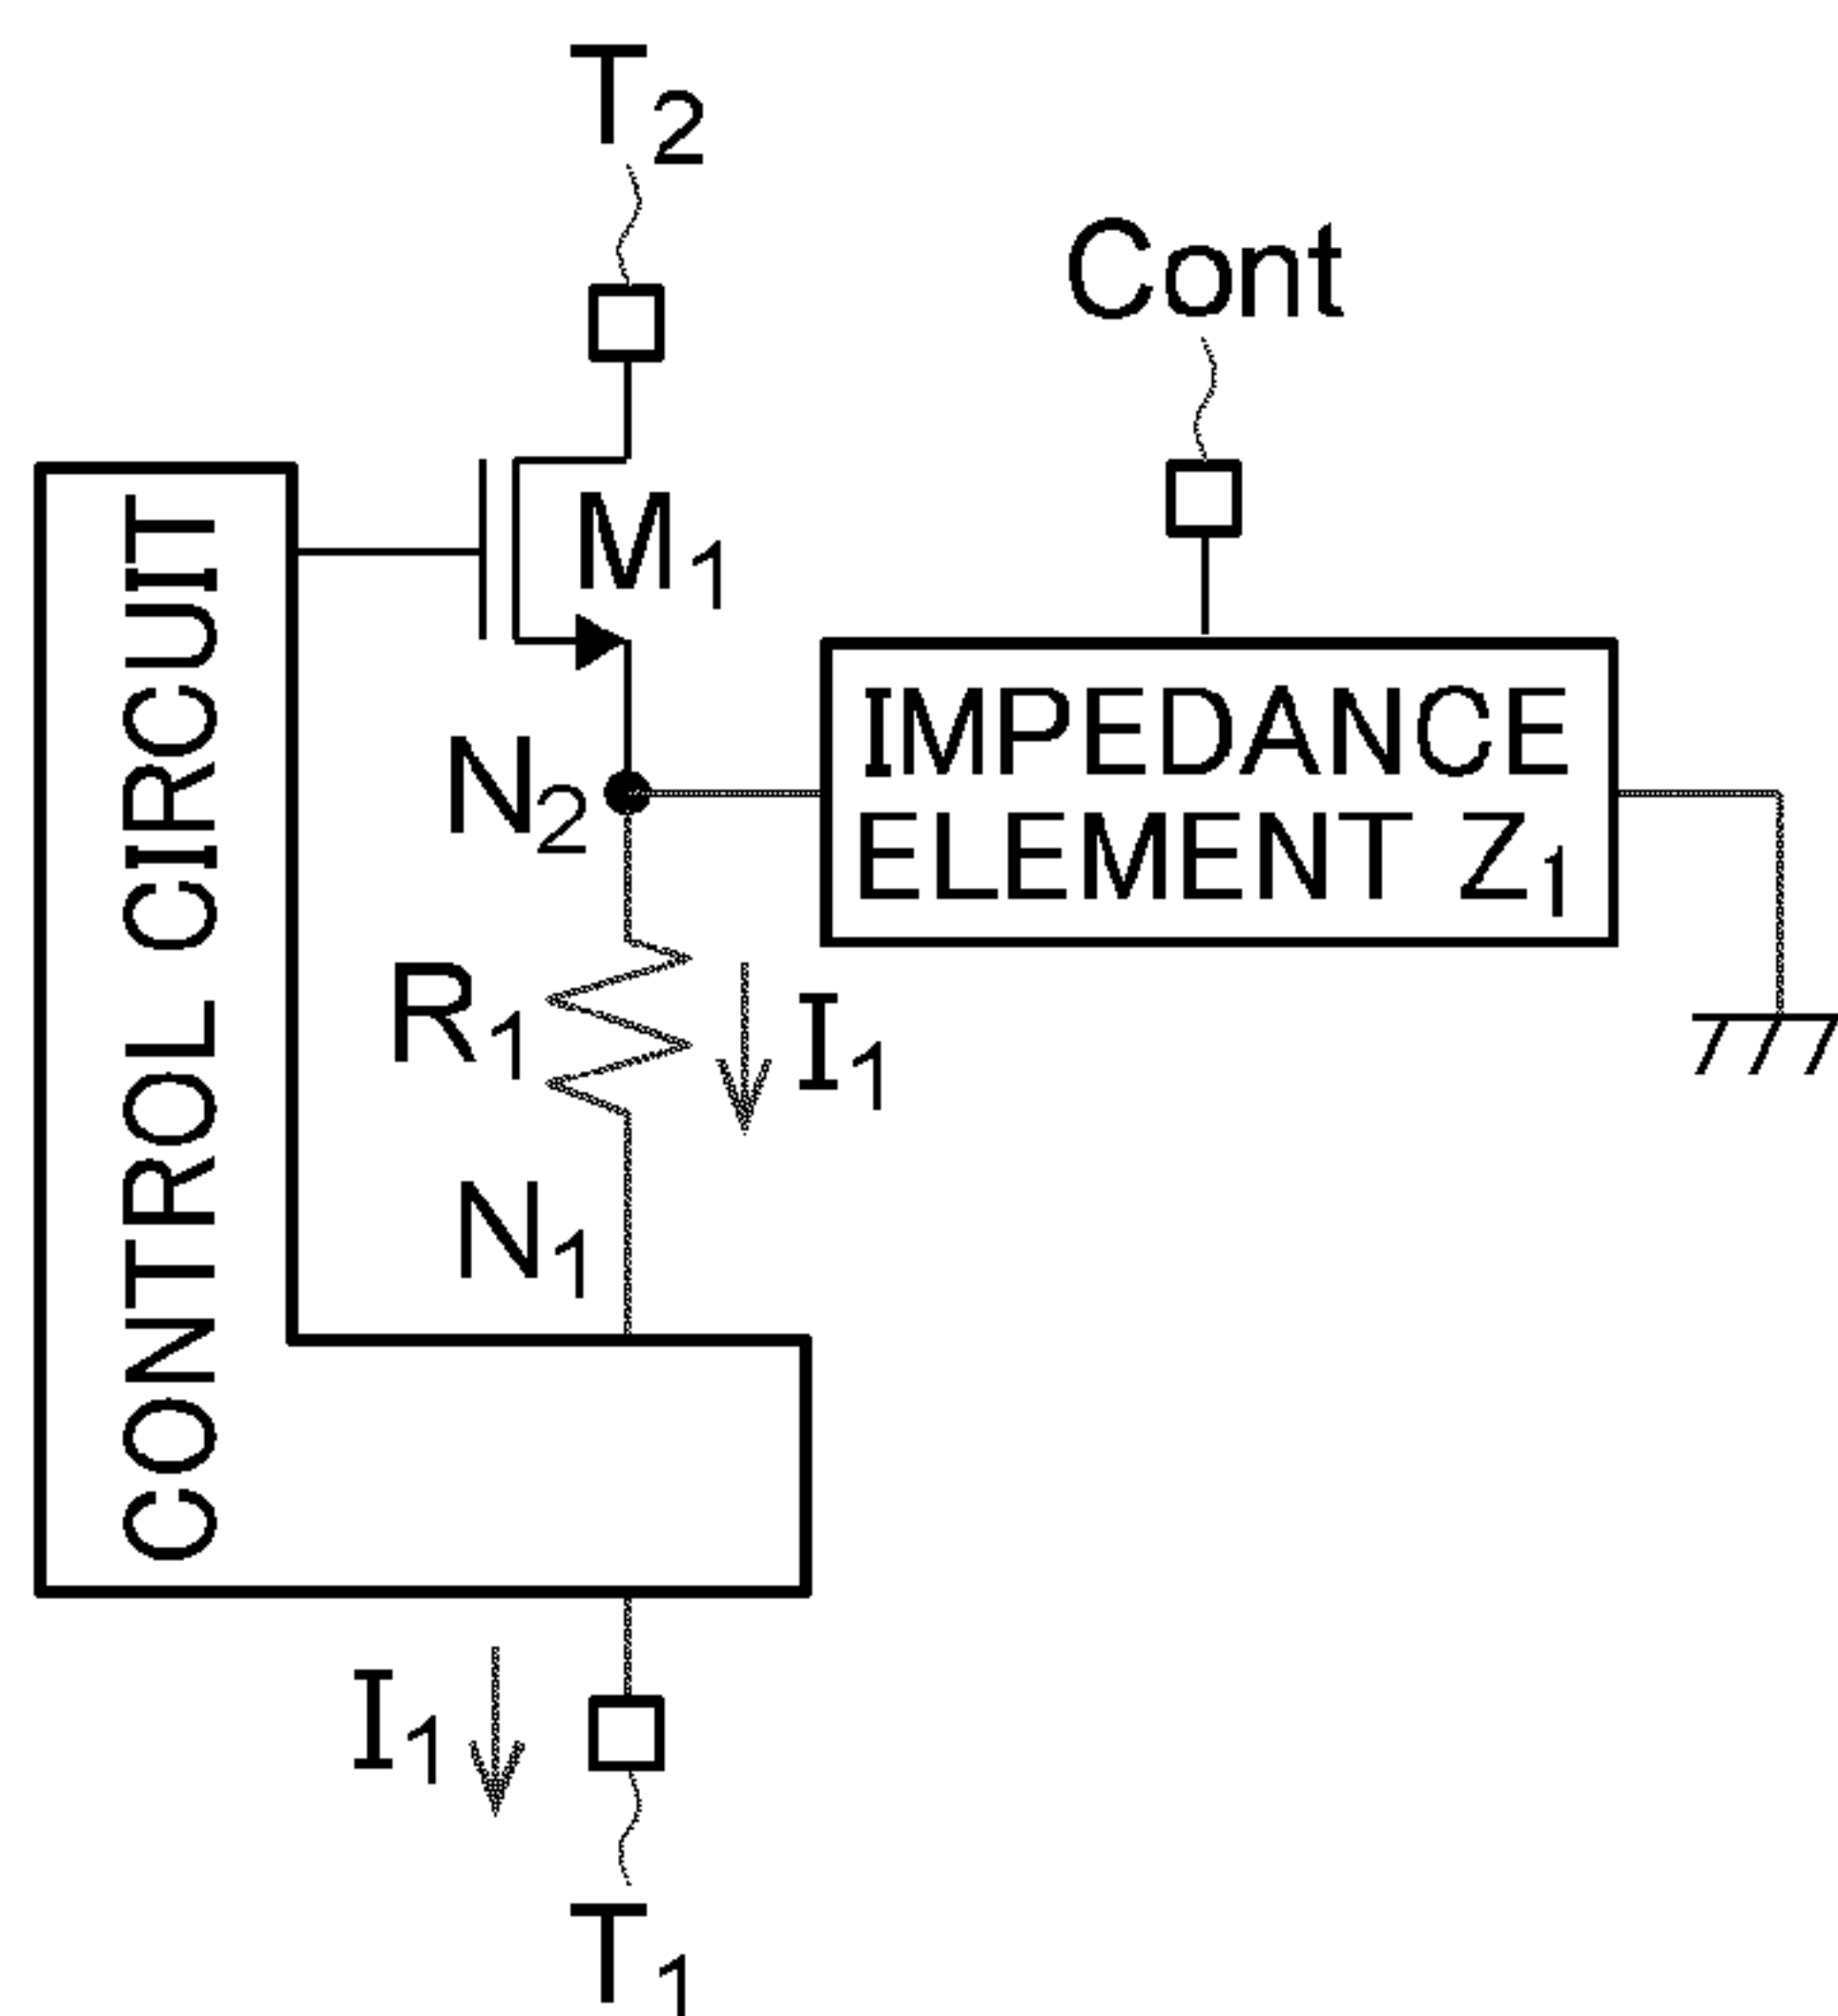 T₂
Cont
CONTROL CIRCUIT
M₁
IMPEDANCE
ELEMENT Z₁
N₂
R₁
I₁
N₁
I₁
T₁